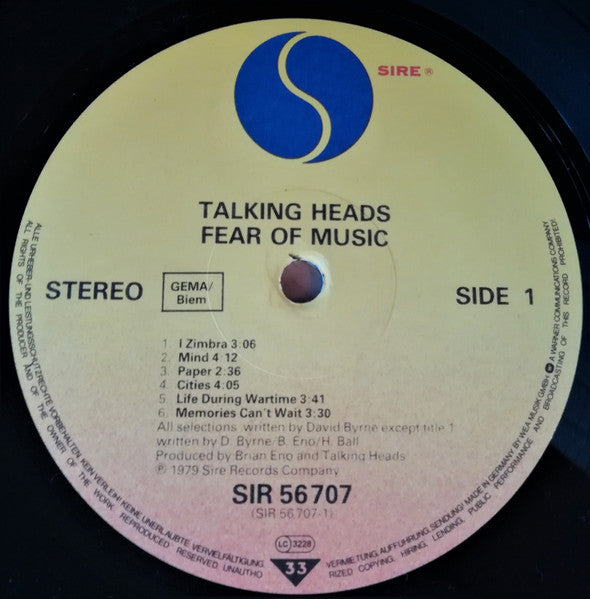 SIRE ®
TALKING HEADS
FEAR OF MUSIC
STEREO
GEMA/
Biem
SIDE 1
1. I Zimbra 3:06
2. Mind 4:12
3. Paper 2:36
4. Cities 4:05
5. Life During Wartime 3:41
6. Memories Can't Wait 3:30
All selections written by David Byrne except title 1
written by D. Byrne/B. Eno/H. Ball
Produced by Brian Eno and Talking Heads
℗ 1979 Sire Records Company
SIR 56 707
(SIR 56 707-1)
LC 3228
33
ALLE URHEBER- UND LEISTUNGSSCHUTZRECHTE VORBEHALTEN. KEIN VERLEIH! KEINE UNERLAUBTE VERVIELFÄLTIGUNG, VERMIETUNG, AUFFÜHRUNG, SENDUNG! MADE IN GERMANY BY WEA MUSIK GMBH A WARNER COMMUNICATIONS COMPANY
ALL RIGHTS OF THE PRODUCER AND OF THE OWNER OF THE WORK REPRODUCED RESERVED. UNAUTHORIZED COPYING, HIRING, LENDING, PUBLIC PERFORMANCE AND BROADCASTING OF THIS RECORD PROHIBITED!